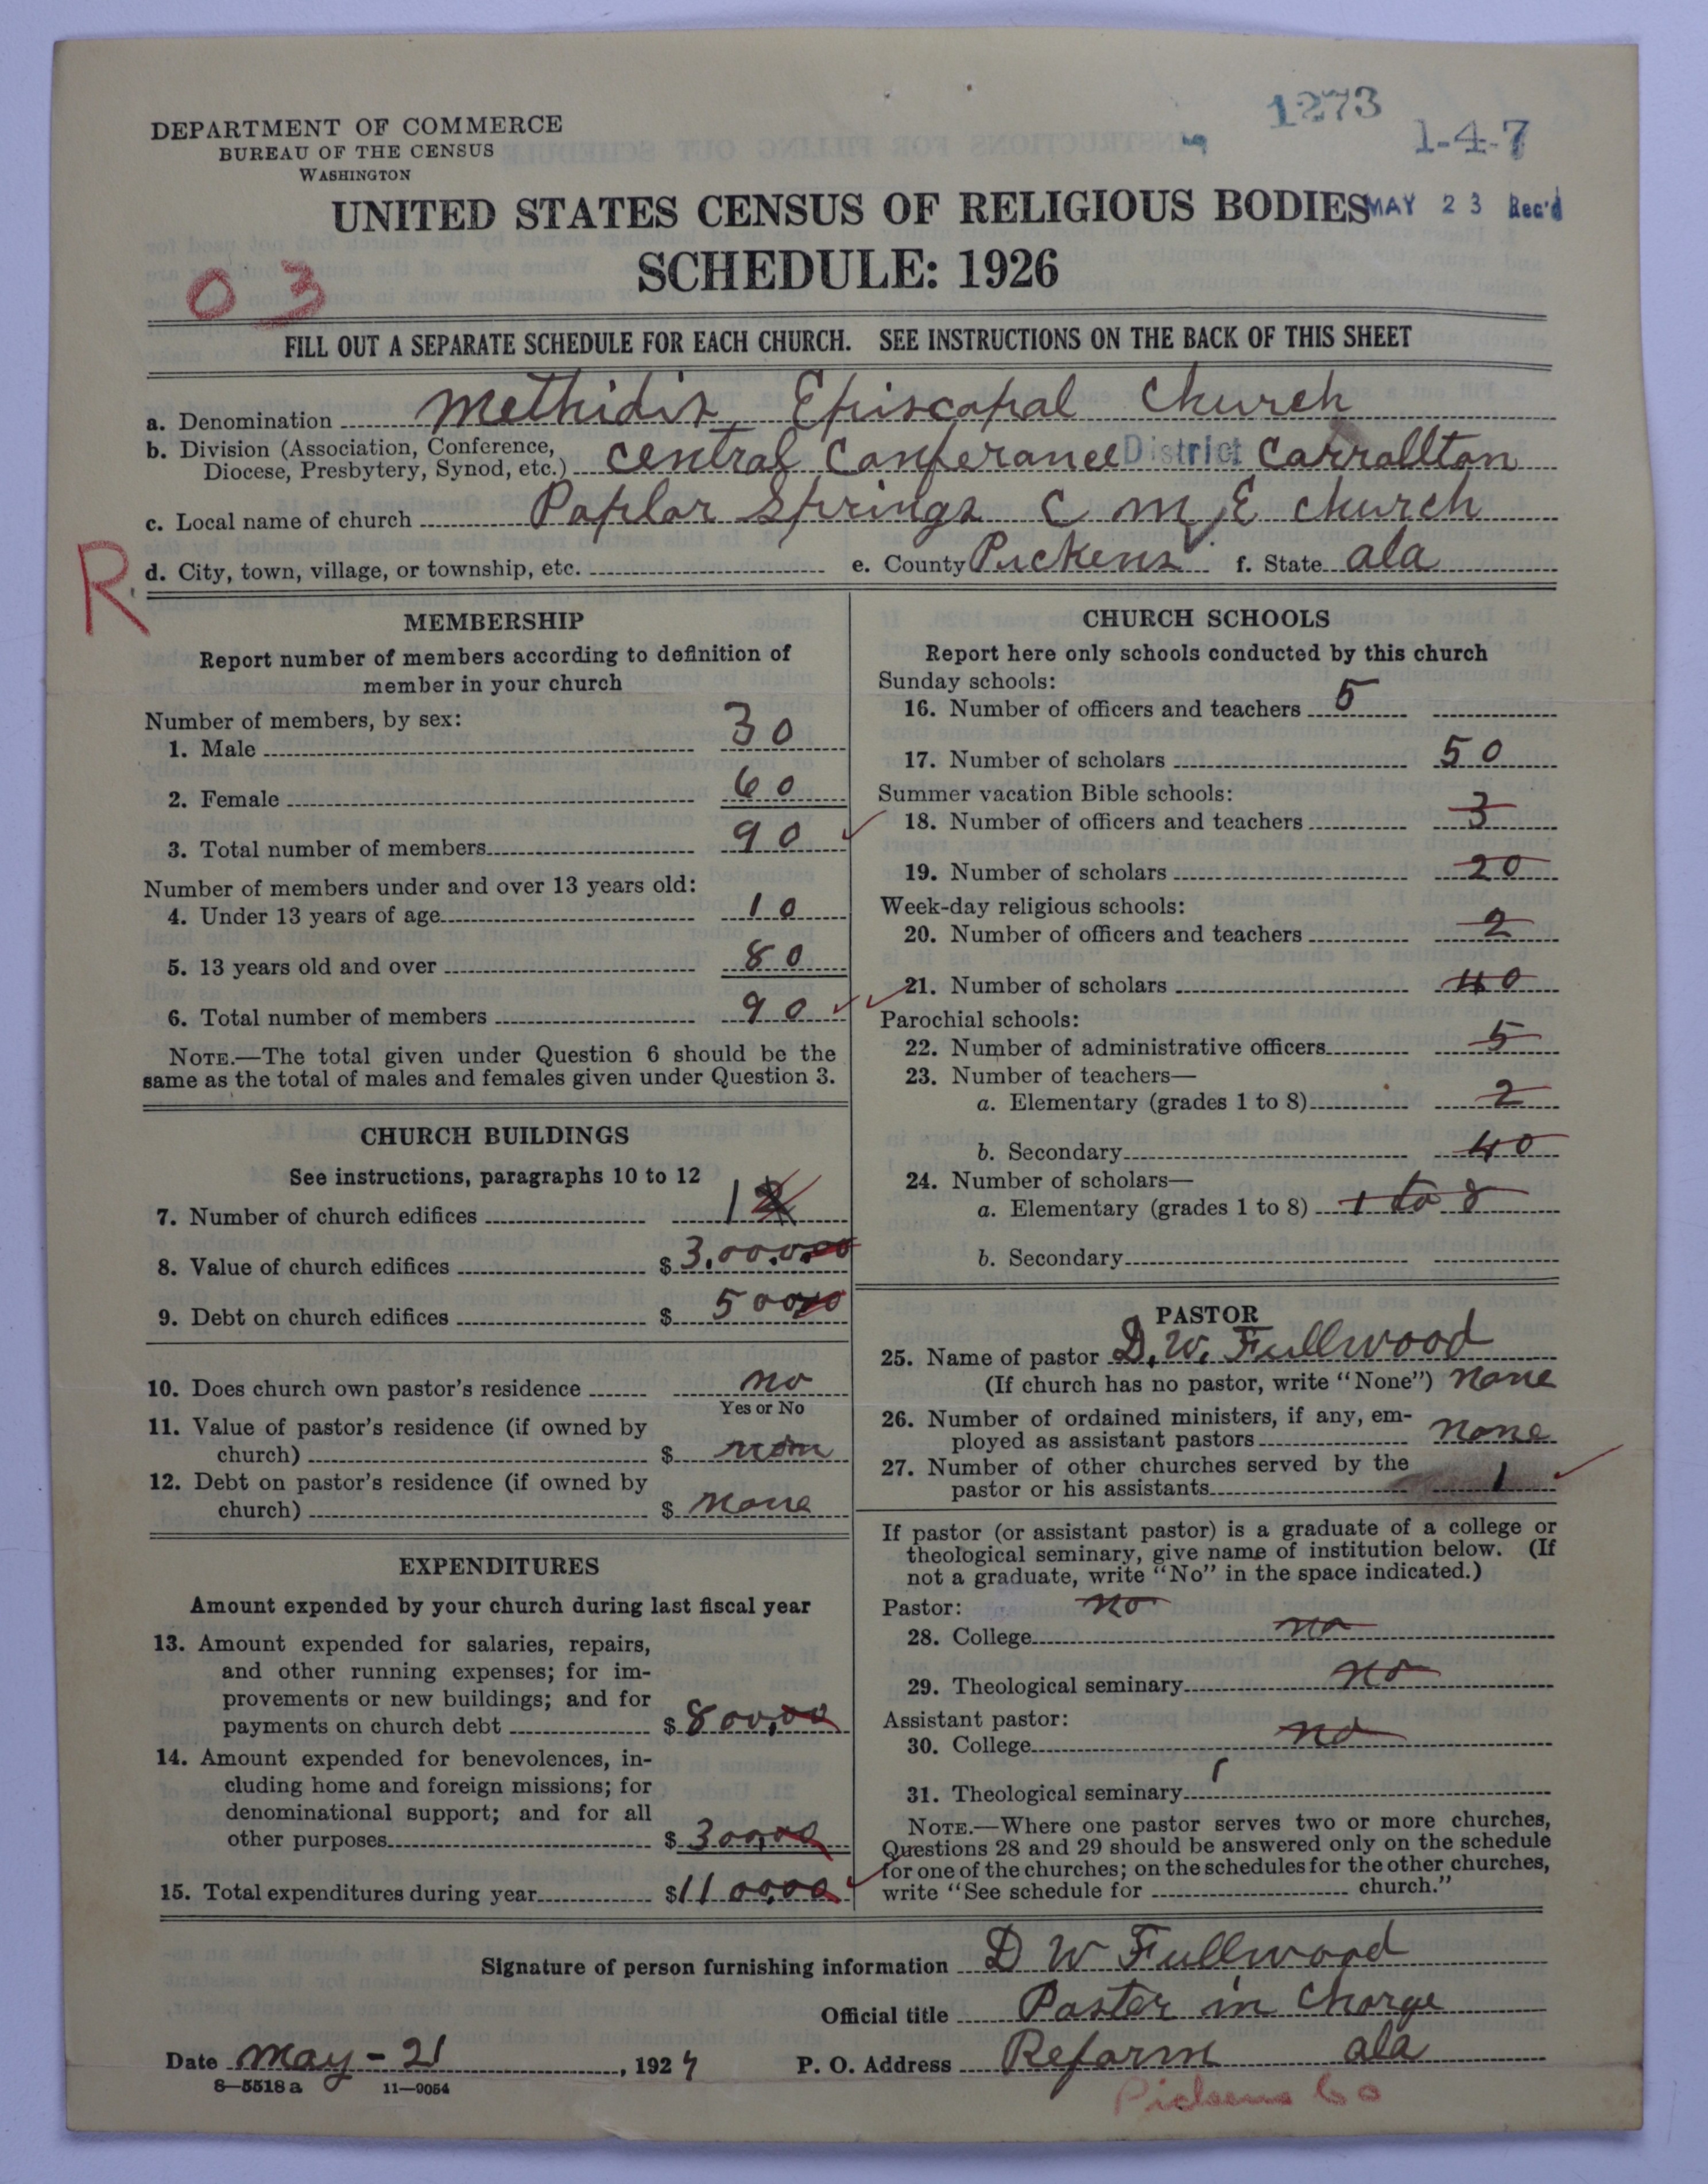 1273
1-4-7
DEPARTMENT OF COMMERCE
BUREAU OF THE CENSUS
WASHINGTON
UNITED STATES CENSUS OF RELIGIOUS BODIES
MAY 23 Rec'd
SCHEDULE: 1926
03
FILL OUT A SEPARATE SCHEDULE FOR EACH CHURCH. SEE INSTRUCTIONS ON THE BACK OF THIS SHEET
a. Denomination Methidis Episcopal Church
b. Division (Association, Conference,
Diocese, Presbytery, Synod, etc.) Central Conferance District Carrollton
c. Local name of church Poplar Springs C M E Church
R
d. City, town, village, or township, etc. e. County Pickens f. State ala
MEMBERSHIP
Report number of members according to definition of
member in your church
Number of members, by sex:
1. Male 30
2. Female 60
3. Total number of members 90
Number of members under and over 13 years old:
4. Under 13 years of age 10
5. 13 years old and over 80
6. Total number of members 90
NOTE.—The total given under Question 6 should be the
same as the total of males and females given under Question 3.
CHURCH BUILDINGS
See instructions, paragraphs 10 to 12
7. Number of church edifices 1 2
8. Value of church edifices $ 3,000.00
9. Debt on church edifices $ 50000
10. Does church own pastor's residence no
Yes or No
11. Value of pastor's residence (if owned by
church) $
12. Debt on pastor's residence (if owned by
church) $ none
EXPENDITURES
Amount expended by your church during last fiscal year
13. Amount expended for salaries, repairs,
and other running expenses; for im-
provements or new buildings; and for
payments on church debt $ 800.00
14. Amount expended for benevolences, in-
cluding home and foreign missions; for
denominational support; and for all
other purposes $ 300.00
15. Total expenditures during year $ 1100.00
CHURCH SCHOOLS
Report here only schools conducted by this church
Sunday schools:
16. Number of officers and teachers 5
17. Number of scholars 50
Summer vacation Bible schools:
18. Number of officers and teachers 3
19. Number of scholars 20
Week-day religious schools:
20. Number of officers and teachers 2
21. Number of scholars 40
Parochial schools:
22. Number of administrative officers 5
23. Number of teachers—
a. Elementary (grades 1 to 8) 2
b. Secondary 40
24. Number of scholars—
a. Elementary (grades 1 to 8) 1 to 8
b. Secondary
PASTOR
25. Name of pastor D. W. Fullwood
(If church has no pastor, write "None") none
26. Number of ordained ministers, if any, em-
ployed as assistant pastors none
27. Number of other churches served by the
pastor or his assistants 1
If pastor (or assistant pastor) is a graduate of a college or
theological seminary, give name of institution below. (If
not a graduate, write "No" in the space indicated.)
Pastor: no
28. College no
29. Theological seminary no
Assistant pastor:
30. College no
31. Theological seminary
NOTE.—Where one pastor serves two or more churches,
Questions 28 and 29 should be answered only on the schedule
for one of the churches; on the schedules for the other churches,
write "See schedule for church."
Signature of person furnishing information D W Fullwood
Official title Paster in Charge
Date may - 21, 1927 P. O. Address Reform ala
8—5518 a 11—9054
Pickens Co